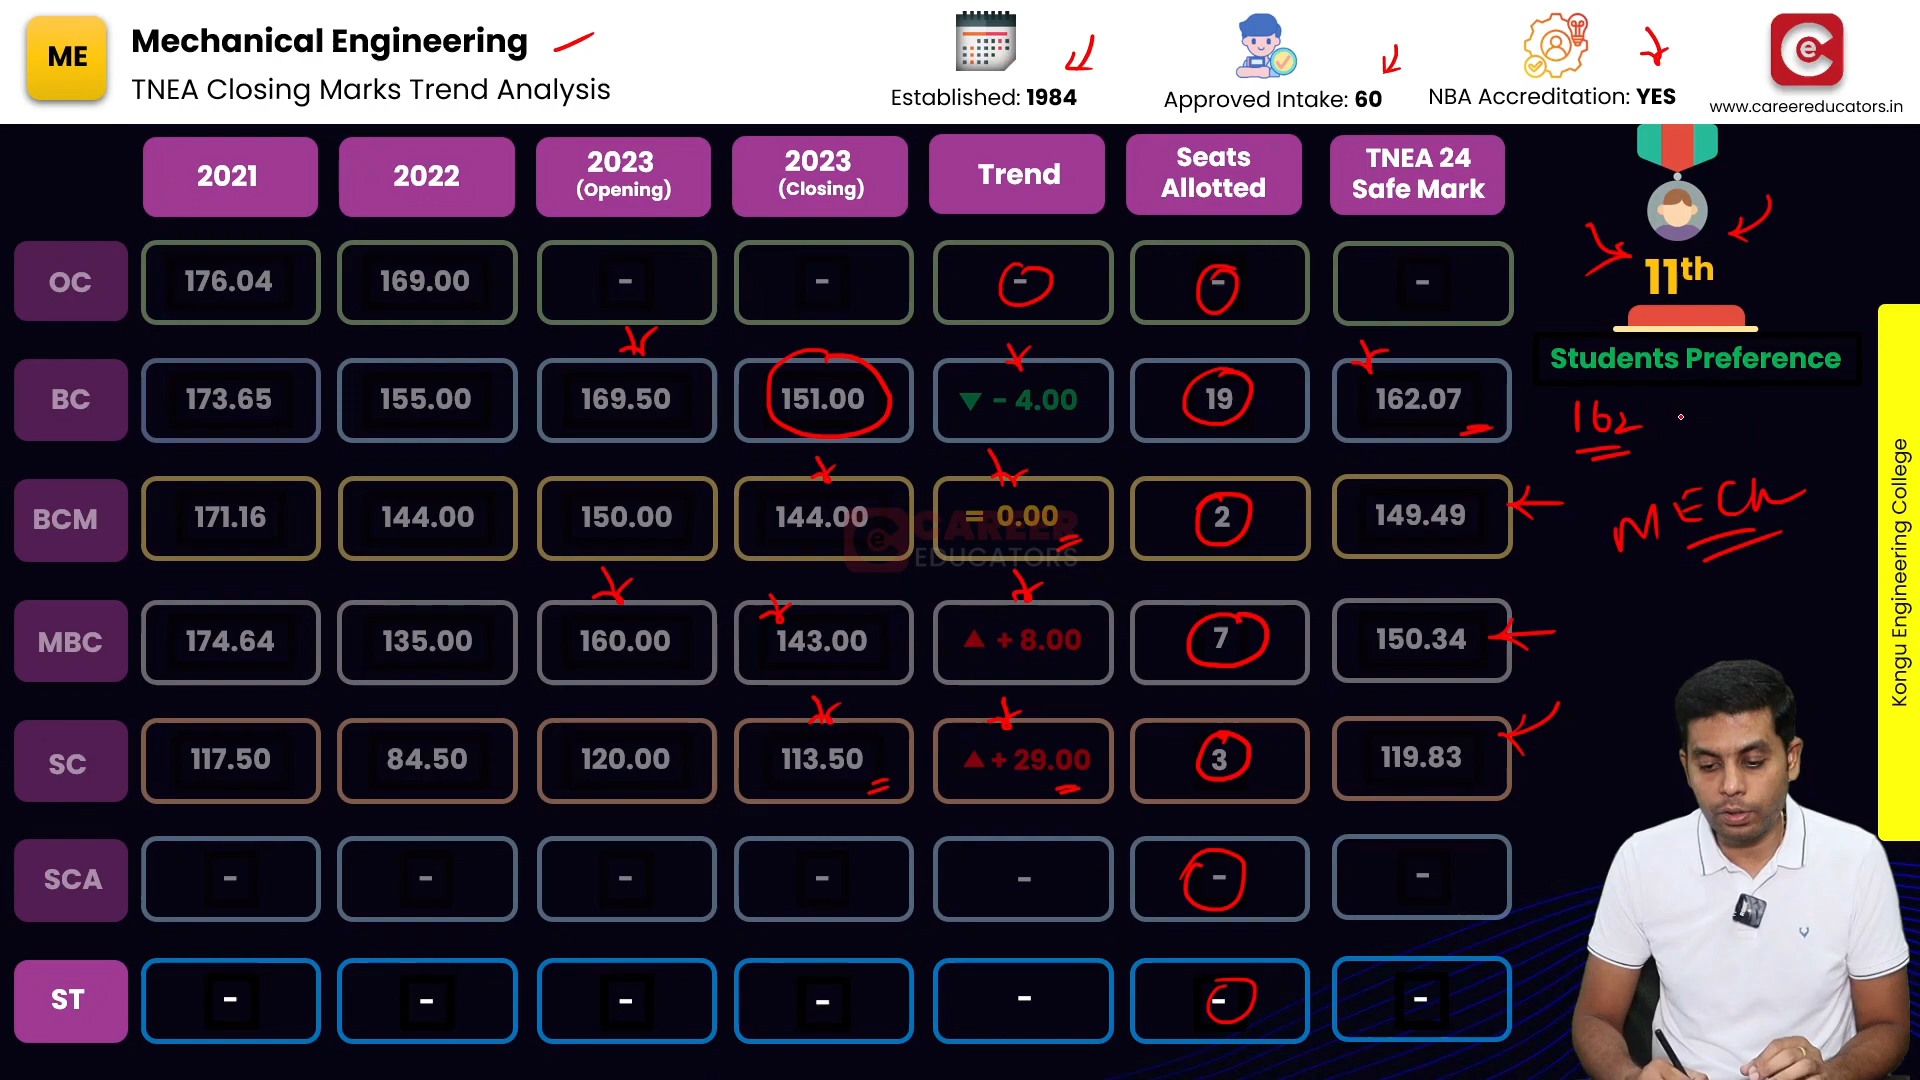 ME
Mechanical Engineering
TNEA Closing Marks Trend Analysis
Established: 1984
Approved Intake: 60
NBA Accreditation: YES
www.careereducators.in
2021
2022
2023
(Opening)
2023
(Closing)
Trend
Seats
Allotted
TNEA 24
Safe Mark
OC 176.04 169.00 - - - - -
BC 173.65 155.00 169.50 151.00 ▼ - 4.00 19 162.07
BCM 171.16 144.00 150.00 144.00 = 0.00 2 149.49
MBC 174.64 135.00 160.00 143.00 ▲ + 8.00 7 150.34
SC 117.50 84.50 120.00 113.50 ▲ + 29.00 3 119.83
SCA - - - - - - -
ST - - - - - - -
11th
Students Preference
162
MECh
CAREER
EDUCATORS
Kongu Engineering College